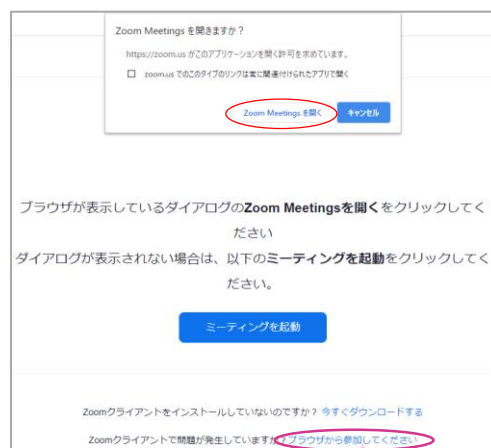 Zoom Meetings を開きますか？
https://zoom.us がこのアプリケーションを開く許可を求めています。
zoom.us でのこのタイプのリンクは常に関連付けられたアプリで開く
Zoom Meetings を開く キャンセル
ブラウザが表示しているダイアログのZoom Meetingsを開くをクリックしてく
ださい
ダイアログが表示されない場合は、以下のミーティングを起動をクリックしてく
ださい。
ミーティングを起動
Zoomクライアントをインストールしていないのですか？ 今すぐダウンロードする
Zoomクライアントで問題が発生していますか？ブラウザから参加してください